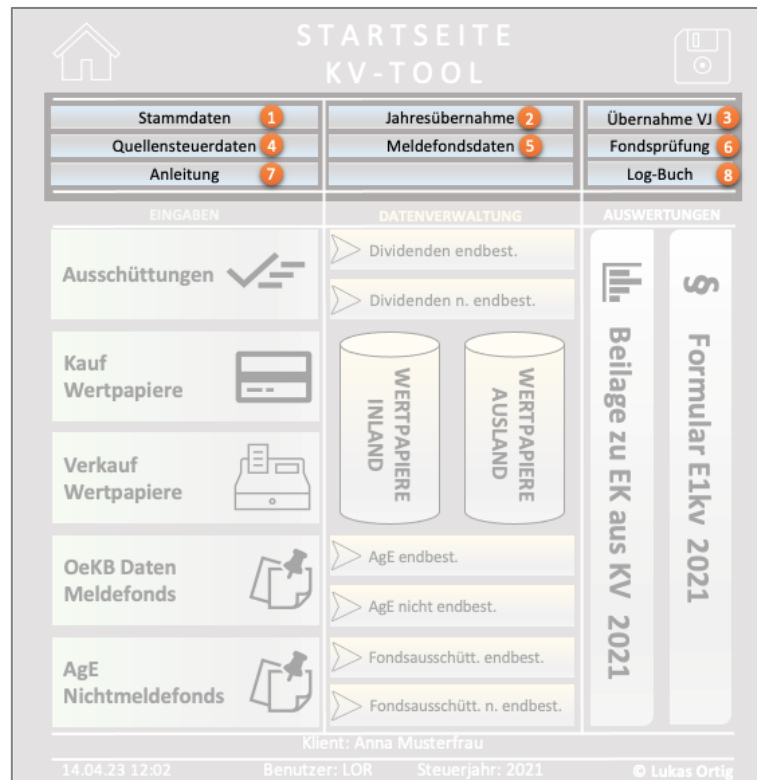 STARTSEITE
KV-TOOL
Stammdaten 1
Jahresübernahme 2
Übernahme VJ 3
Quellensteuerdaten 4
Meldefondsdaten 5
Fondsprüfung 6
Anleitung 7
Log-Buch 8
EINGABEN
DATENVERWALTUNG
AUSWERTUNGEN
Ausschüttungen
Kauf
Wertpapiere
Verkauf
Wertpapiere
OeKB Daten
Meldefonds
AgE
Nichtmeldefonds
Dividenden endbest.
Dividenden n. endbest.
WERTPAPIERE
INLAND
WERTPAPIERE
AUSLAND
AgE endbest.
AgE nicht endbest.
Fondsausschütt. endbest.
Fondsausschütt. n. endbest.
Beilage zu EK aus KV 2021
§ Formular E1kv 2021
Klient: Anna Musterfrau
14.04.23 12:02 Benutzer: LOR Steuerjahr: 2021 © Lukas Ortig